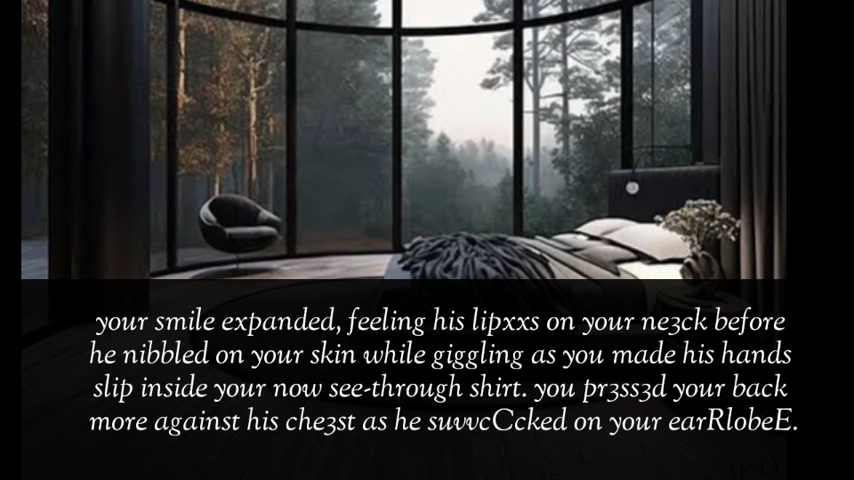 your smile expanded, feeling his lipxxs on your ne3ck before
he nibbled on your skin while giggling as you made his hands
slip inside your now see-through shirt. you pr3ss3d your back
more against his che3st as he suvvcCcked on your earRlobeE.